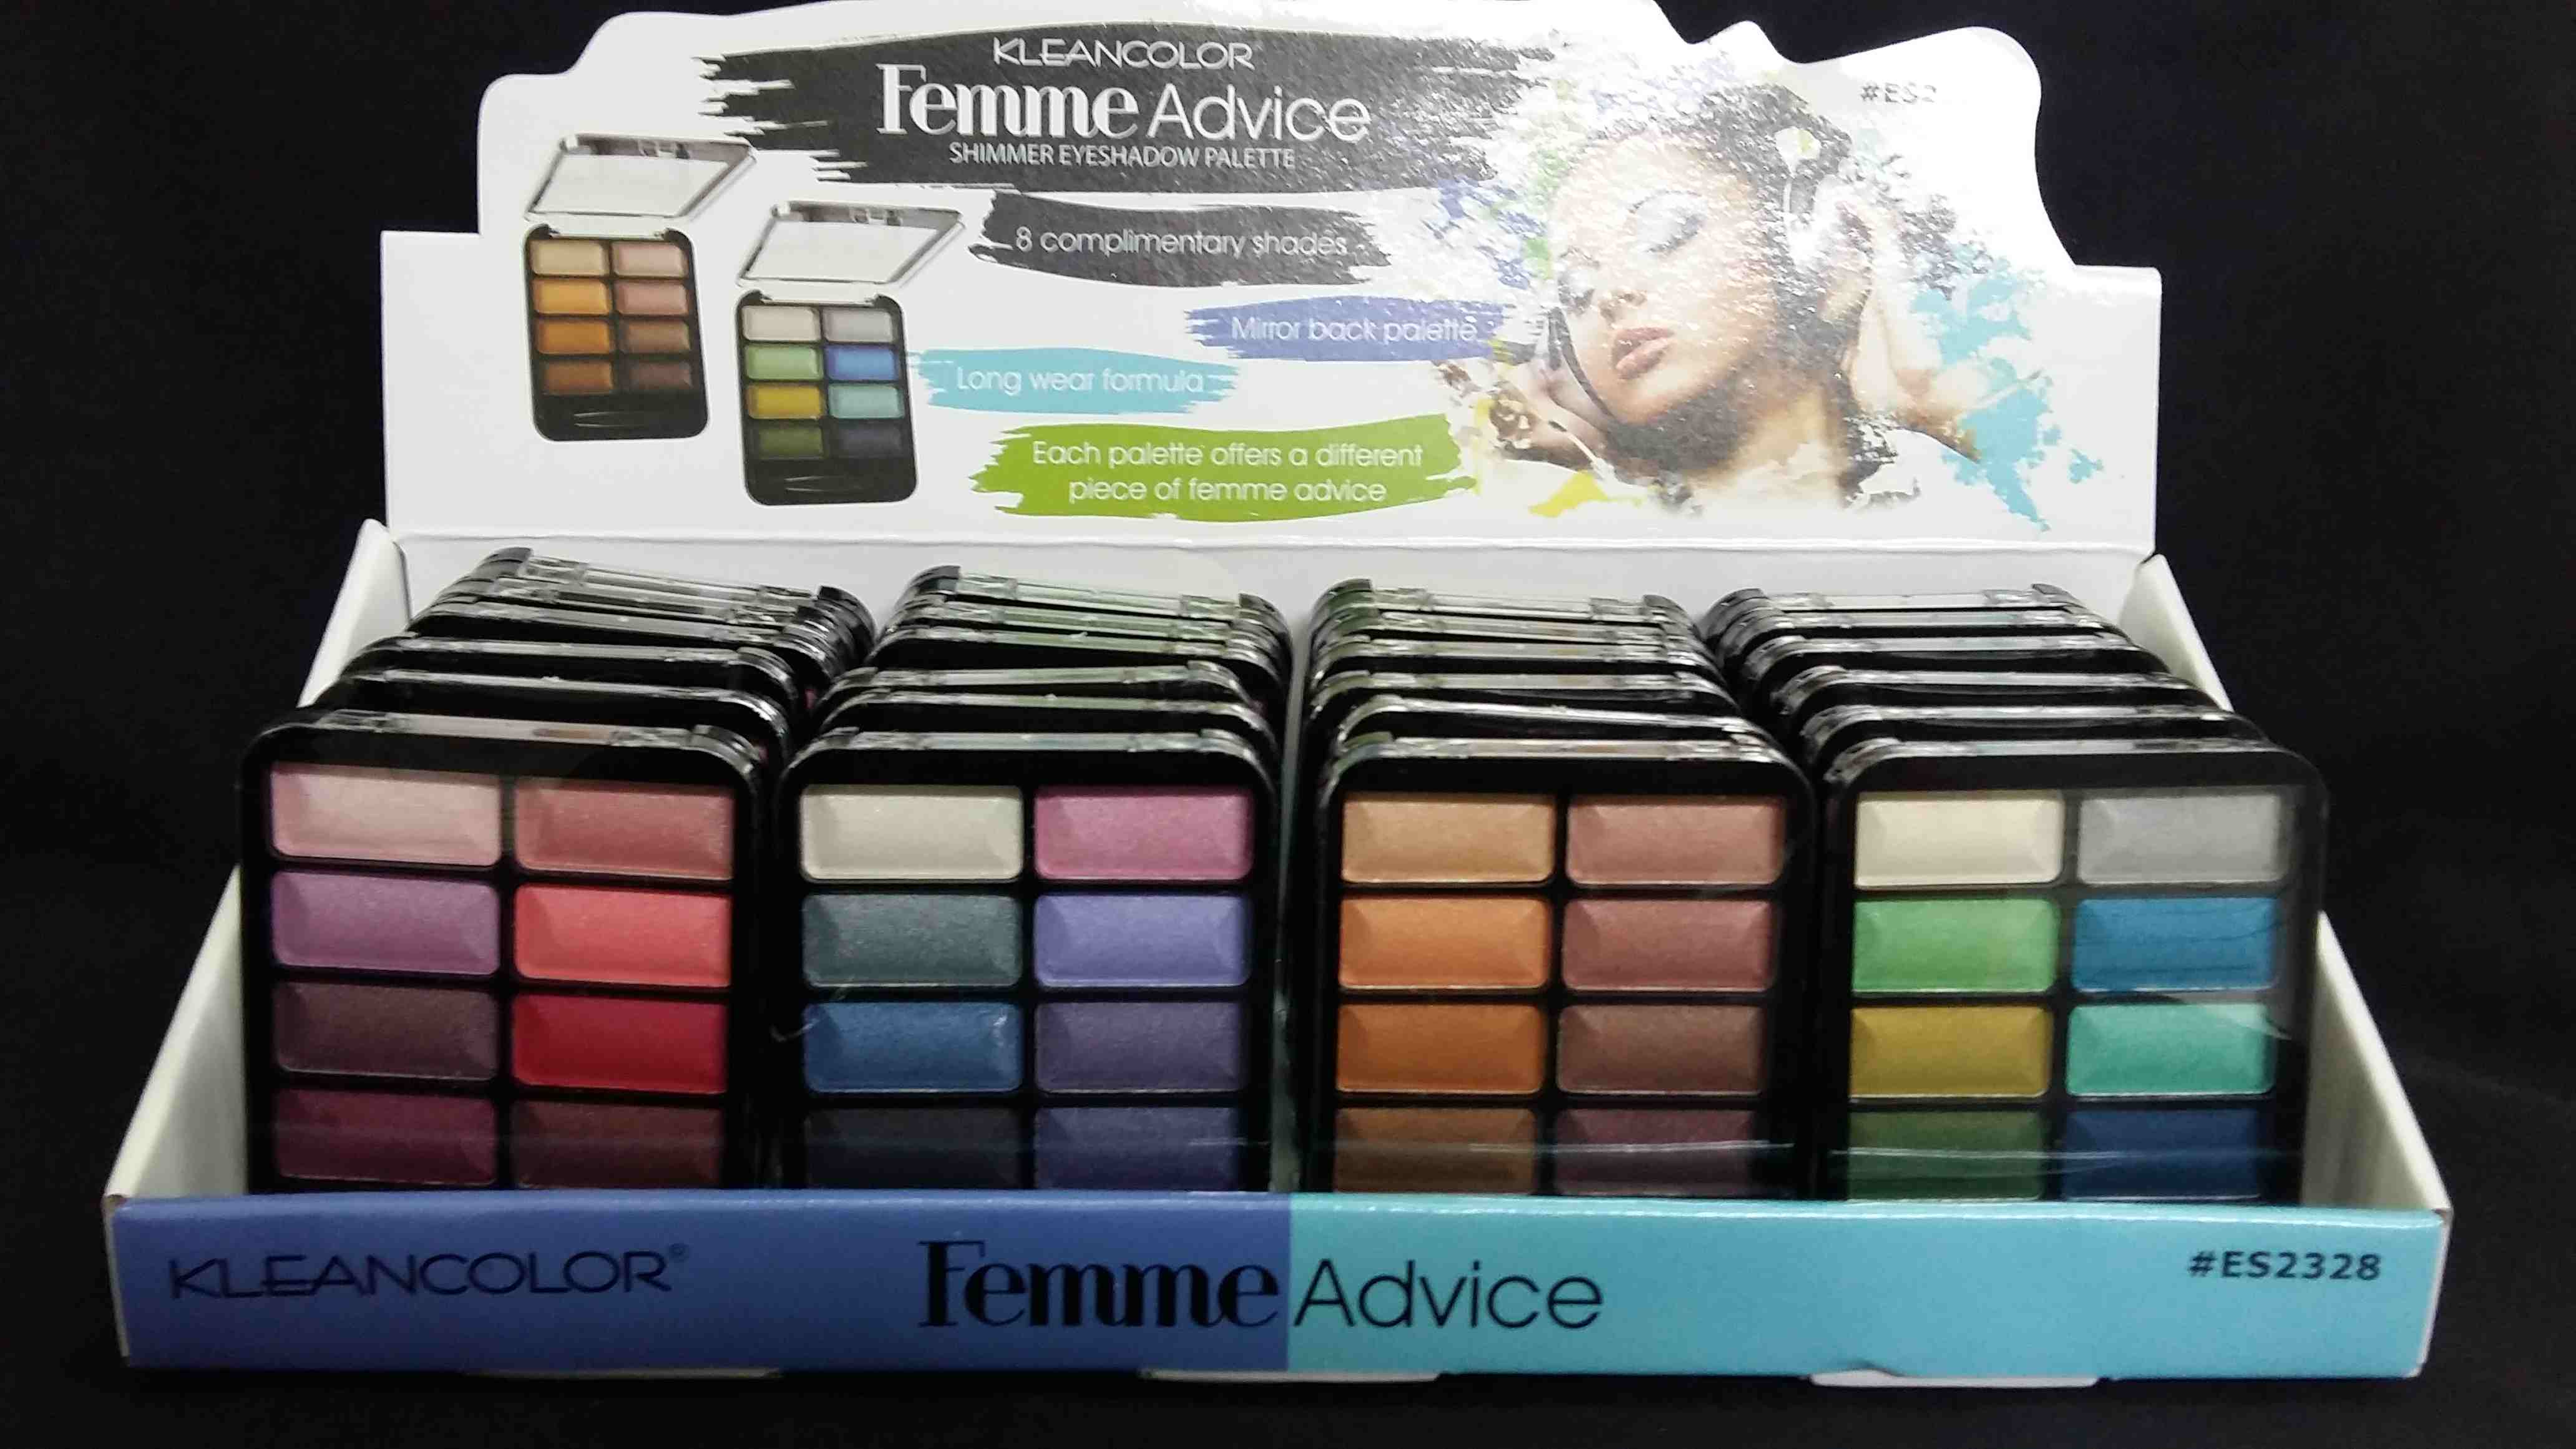 KLEANCOLOR
Femme Advice
SHIMMER EYESHADOW PALETTE
8 complimentary shades
Mirror back palette
Long wear formula
Each palette offers a different
piece of femme advice
KLEANCOLOR®
Femme Advice
#ES2328